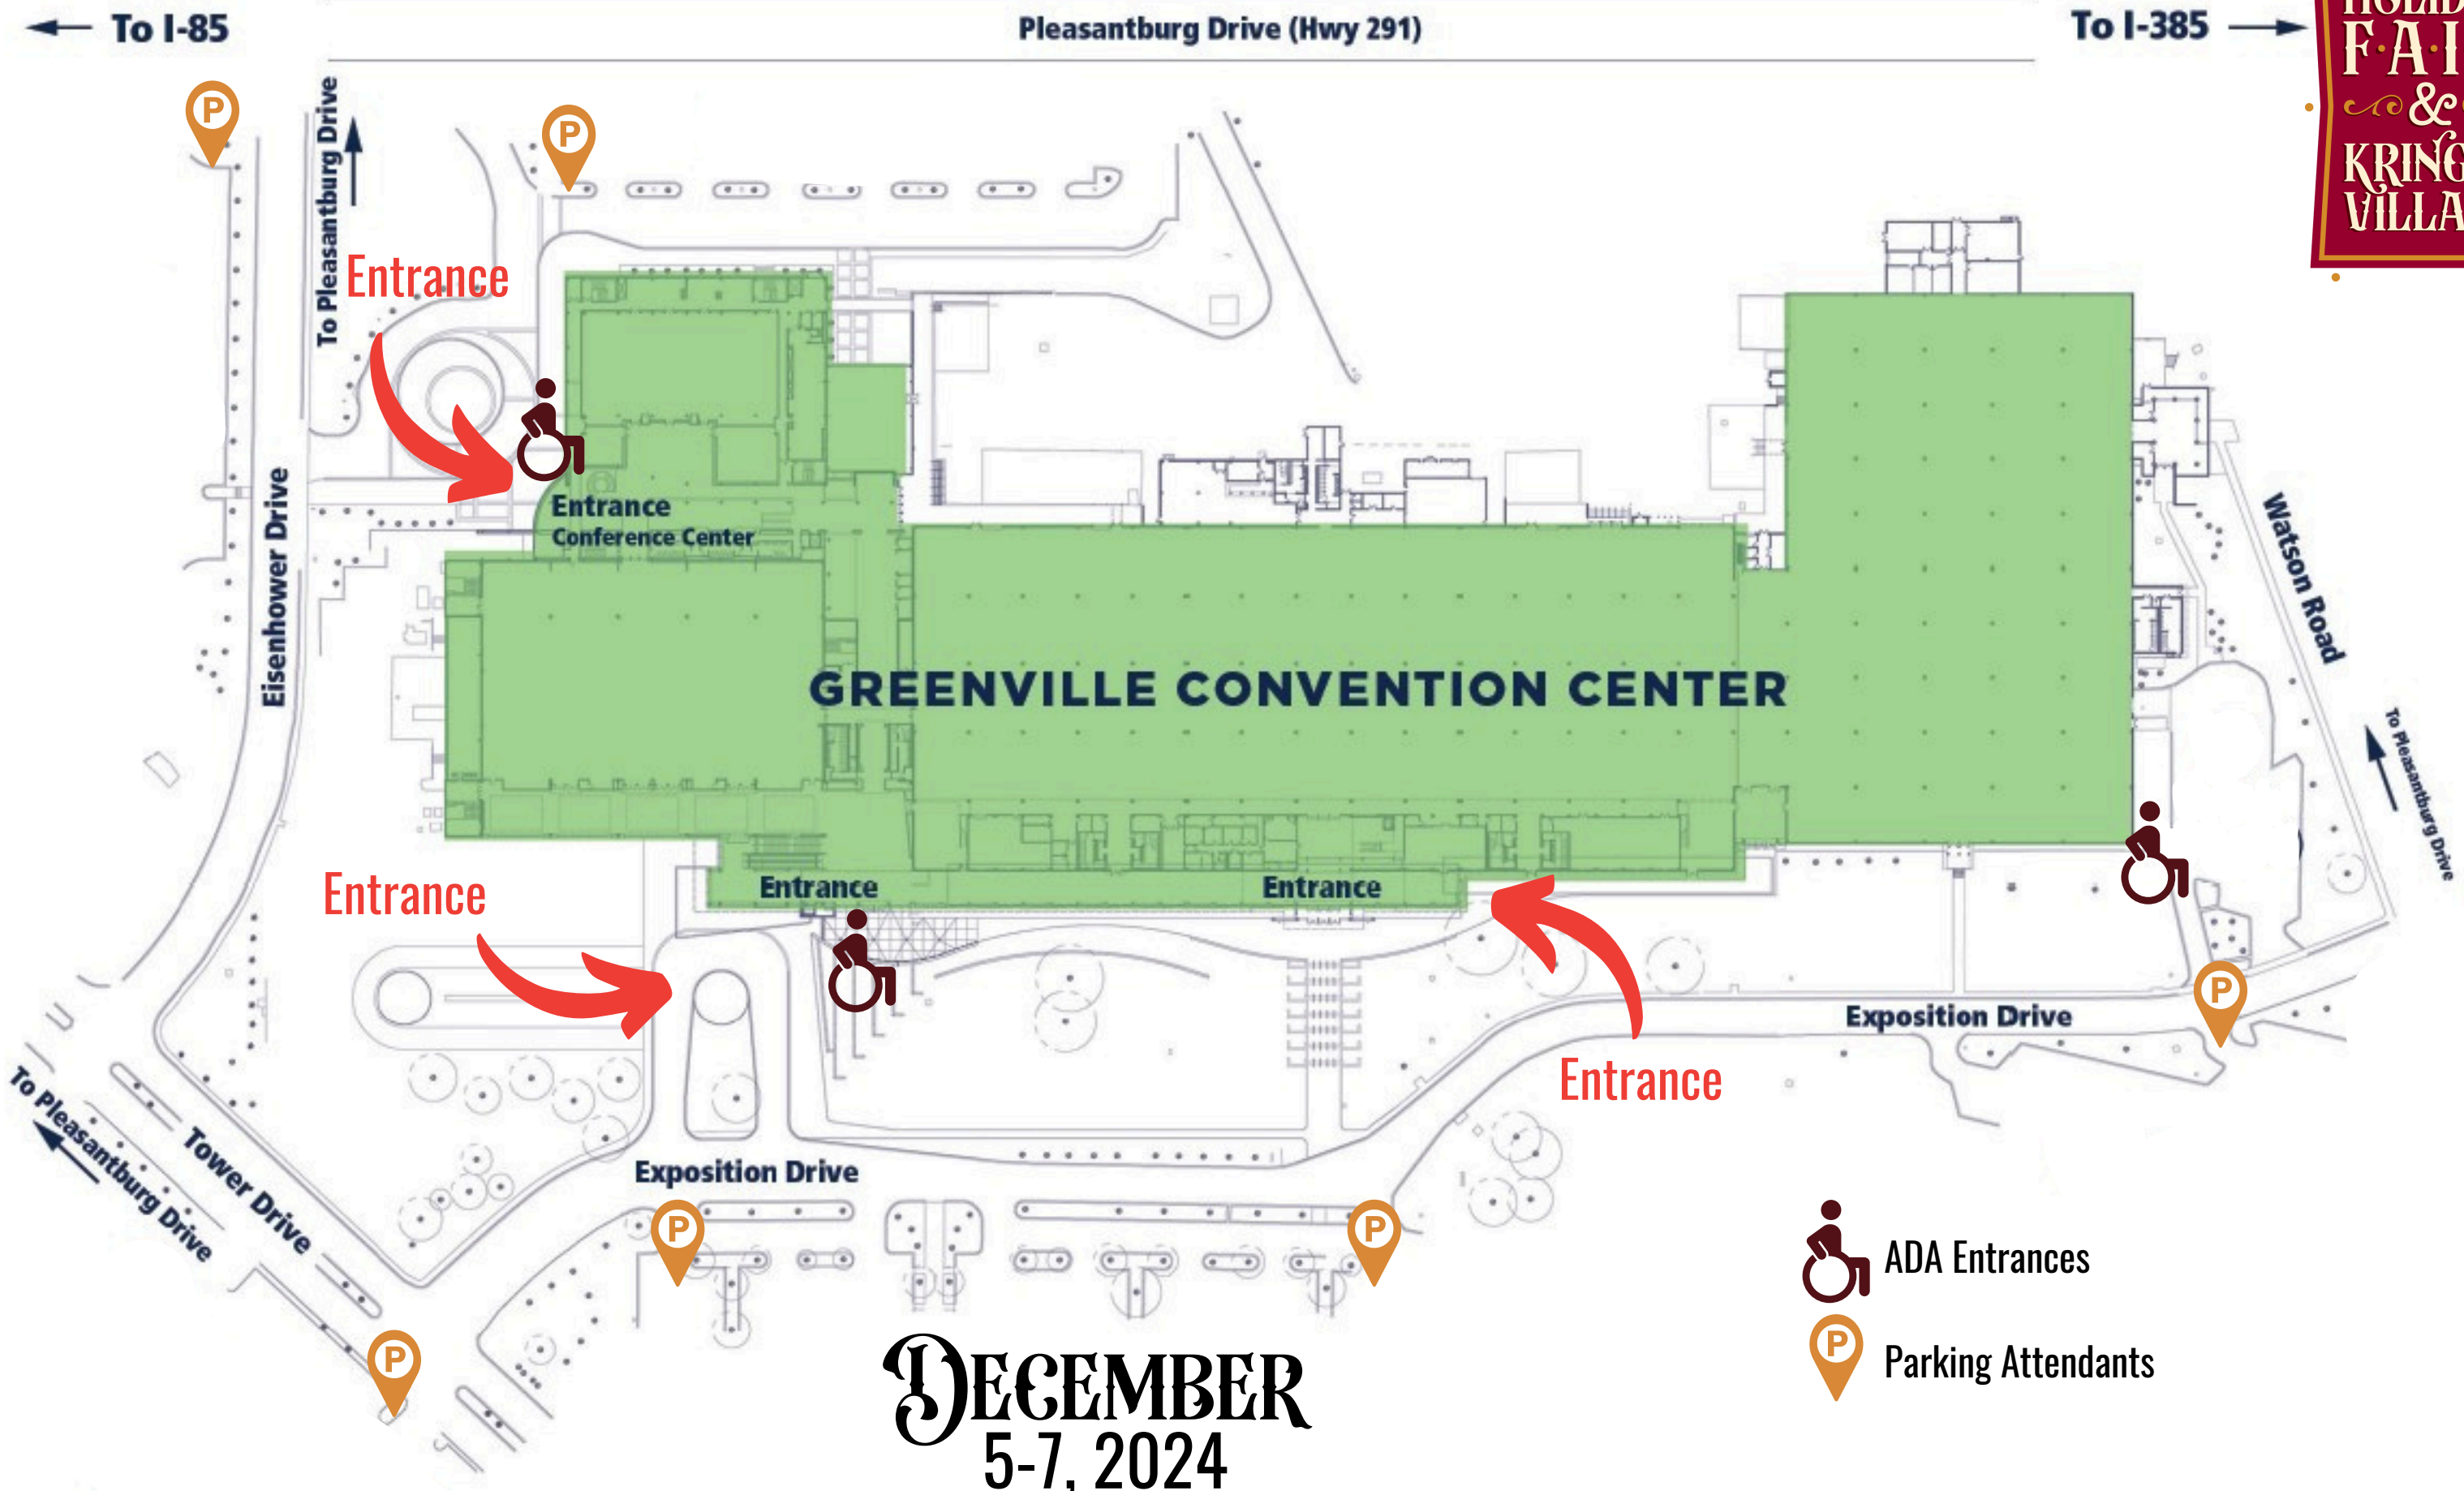 To I-85
Pleasantburg Drive (Hwy 291)
To I-385
F·A·I
&
To Pleasantburg Drive
Entrance
Entrance
Conference Center
Eisenhower Drive
Watson Road
To Pleasantburg Drive
GREENVILLE CONVENTION CENTER
Entrance
Entrance
Entrance
Exposition Drive
Entrance
To Pleasantburg Drive
Tower Drive
Exposition Drive
P
P
P
P
P
P
ADA Entrances
P
Parking Attendants
DECEMBER
5-7, 2024